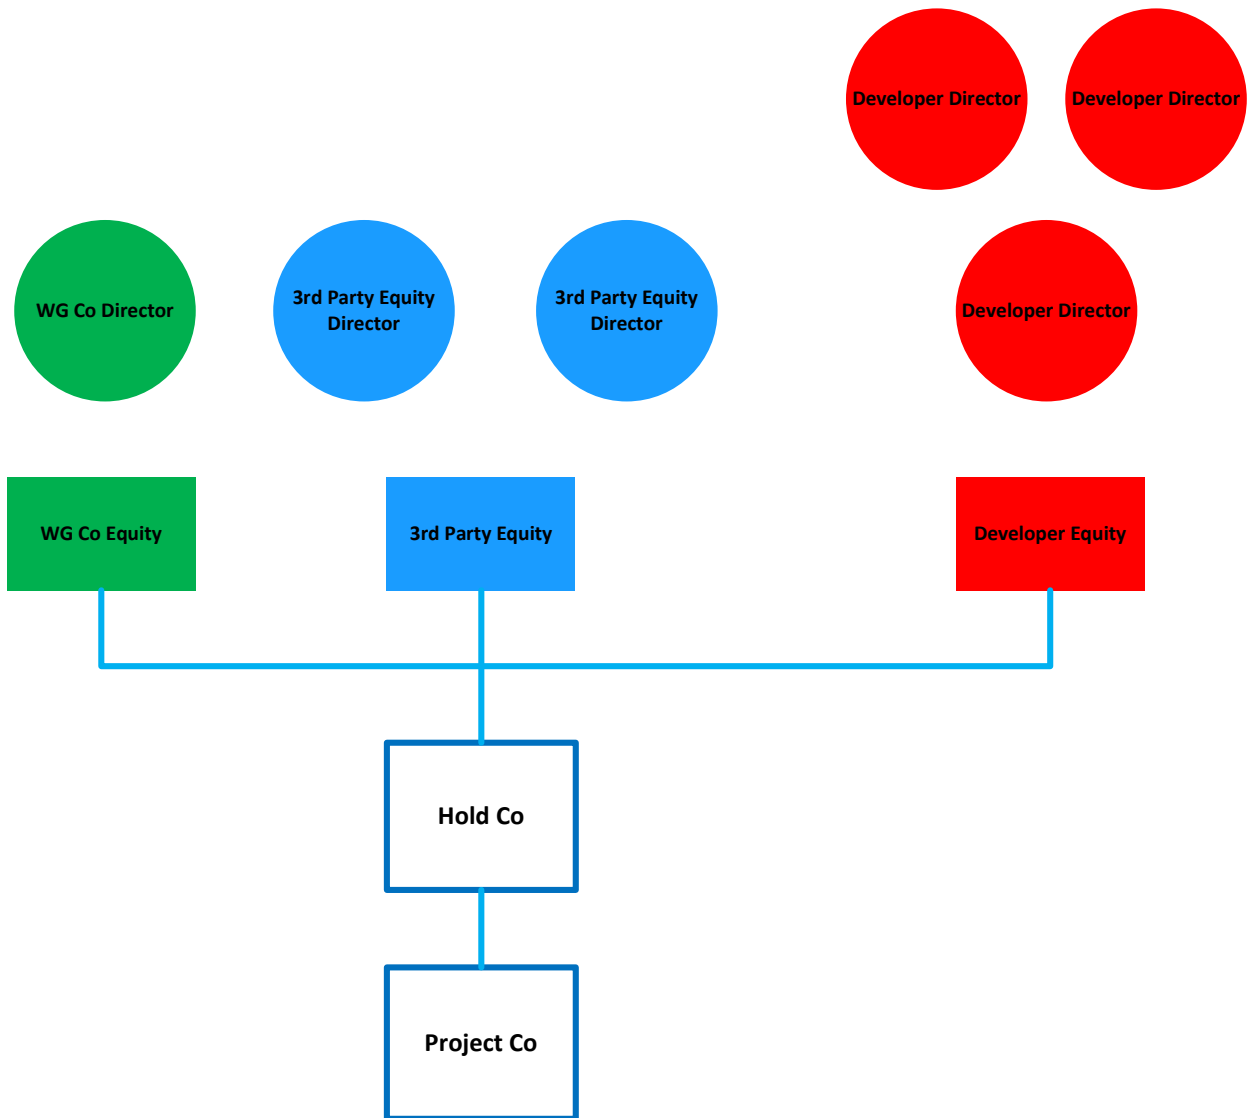 Developer Director
Developer Director
WG Co Director
3rd Party Equity
Director
3rd Party Equity
Director
Developer Director
WG Co Equity
3rd Party Equity
Developer Equity
Hold Co
Project Co